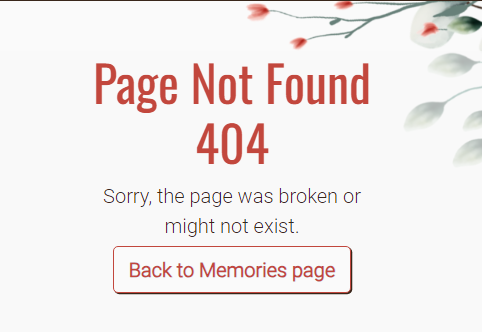 Page Not Found
404
Sorry, the page was broken or
might not exist.
Back to Memories page